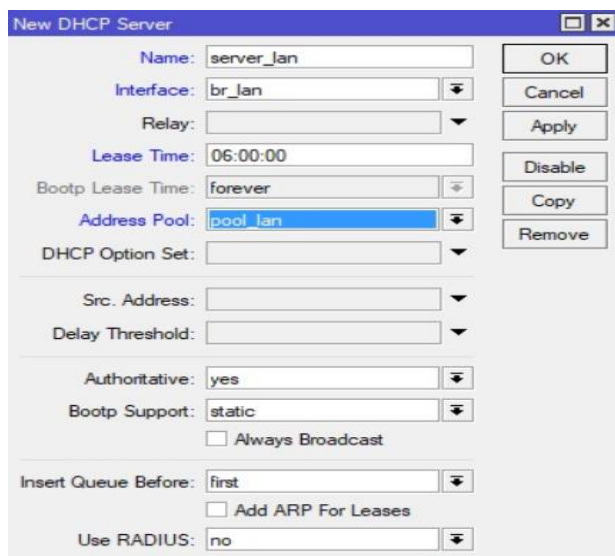 New DHCP Server
Name: server_lan
OK
Interface: br_lan
Cancel
Relay:
Apply
Lease Time: 06:00:00
Disable
Bootp Lease Time: forever
Copy
Address Pool: pool_lan
Remove
DHCP Option Set:
Src. Address:
Delay Threshold:
Authoritative: yes
Bootp Support: static
Always Broadcast
Insert Queue Before: first
Add ARP For Leases
Use RADIUS: no